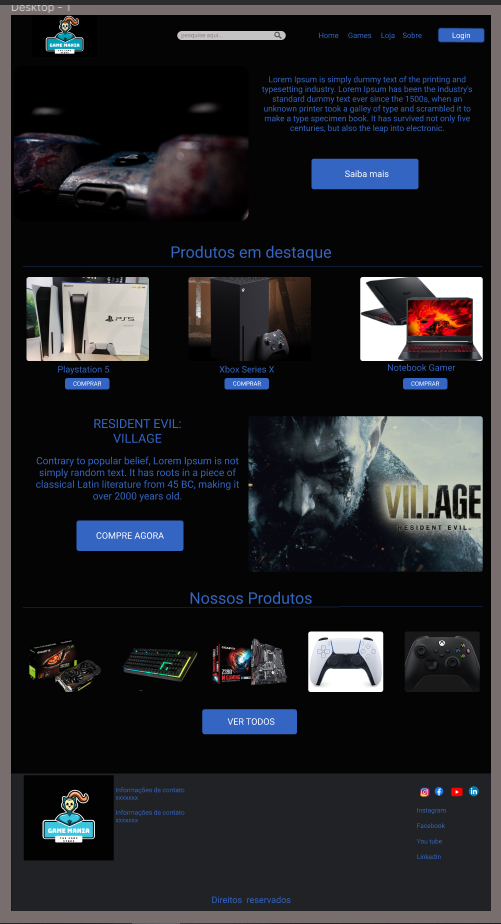 Desktop - 1
GAME MANIA
pesquise aqui...
Home Games Loja Sobre
Login
Lorem Ipsum is simply dummy text of the printing and
typesetting industry. Lorem Ipsum has been the industry's
standard dummy text ever since the 1500s, when an
unknown printer took a galley of type and scrambled it to
make a type specimen book. It has survived not only five
centuries, but also the leap into electronic.
Saiba mais
Produtos em destaque
PS5
Playstation 5
Xbox Series X
Notebook Gamer
COMPRAR
COMPRAR
COMPRAR
RESIDENT EVIL:
VILLAGE
Contrary to popular belief, Lorem Ipsum is not
simply random text. It has roots in a piece of
classical Latin literature from 45 BC, making it
over 2000 years old.
COMPRE AGORA
VILLAGE
RESIDENT EVIL.
Nossos Produtos
VER TODOS
GAME MANIA
Informações de contato
xxxxxxx
Informações de contato
xxxxxxx
Instagram
Facebook
You tube
LinkedIn
Direitos reservados